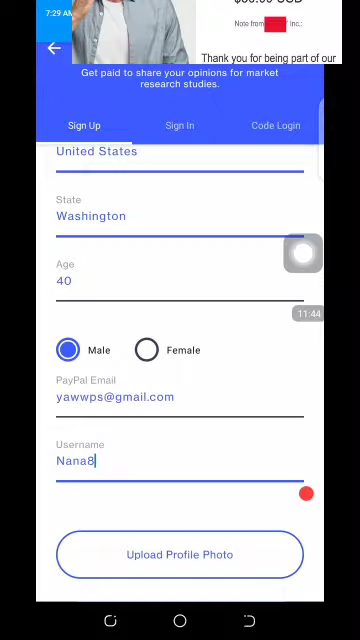 $50.00 USD
7:29 AM
Note from Inc.:
Thank you for being part of our
Get paid to share your opinions for market
research studies.
Sign Up
Sign In
Code Login
United States
State
Washington
Age
40
11:44
Male
Female
PayPal Email
yawwps@gmail.com
Username
Nana8
Upload Profile Photo